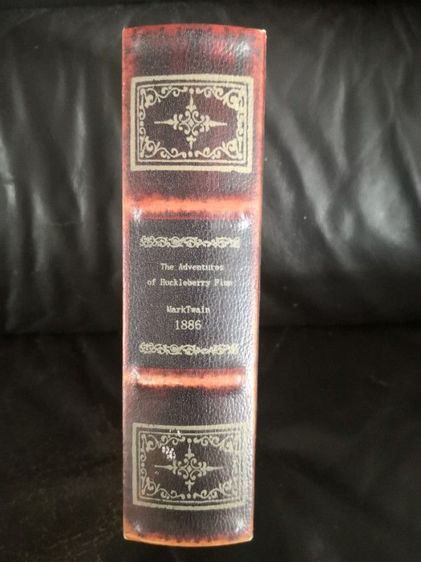 The Adventures
of Huckleberry Finn
MarkTwain
1886